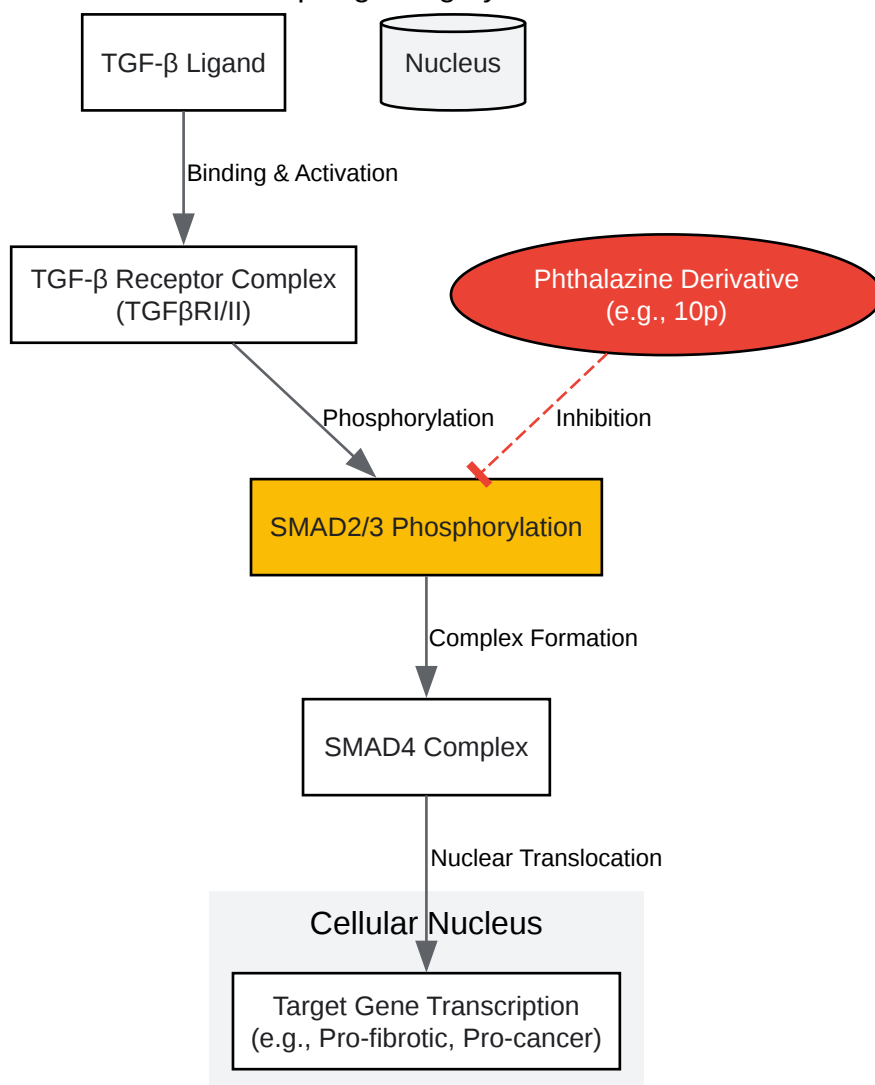 TGF-β Ligand
Nucleus
Binding & Activation
TGF-β Receptor Complex
(TGFβRI/II)
Phthalazine Derivative
(e.g., 10p)
Phosphorylation
Inhibition
SMAD2/3 Phosphorylation
Complex Formation
SMAD4 Complex
Nuclear Translocation
Cellular Nucleus
Target Gene Transcription
(e.g., Pro-fibrotic, Pro-cancer)